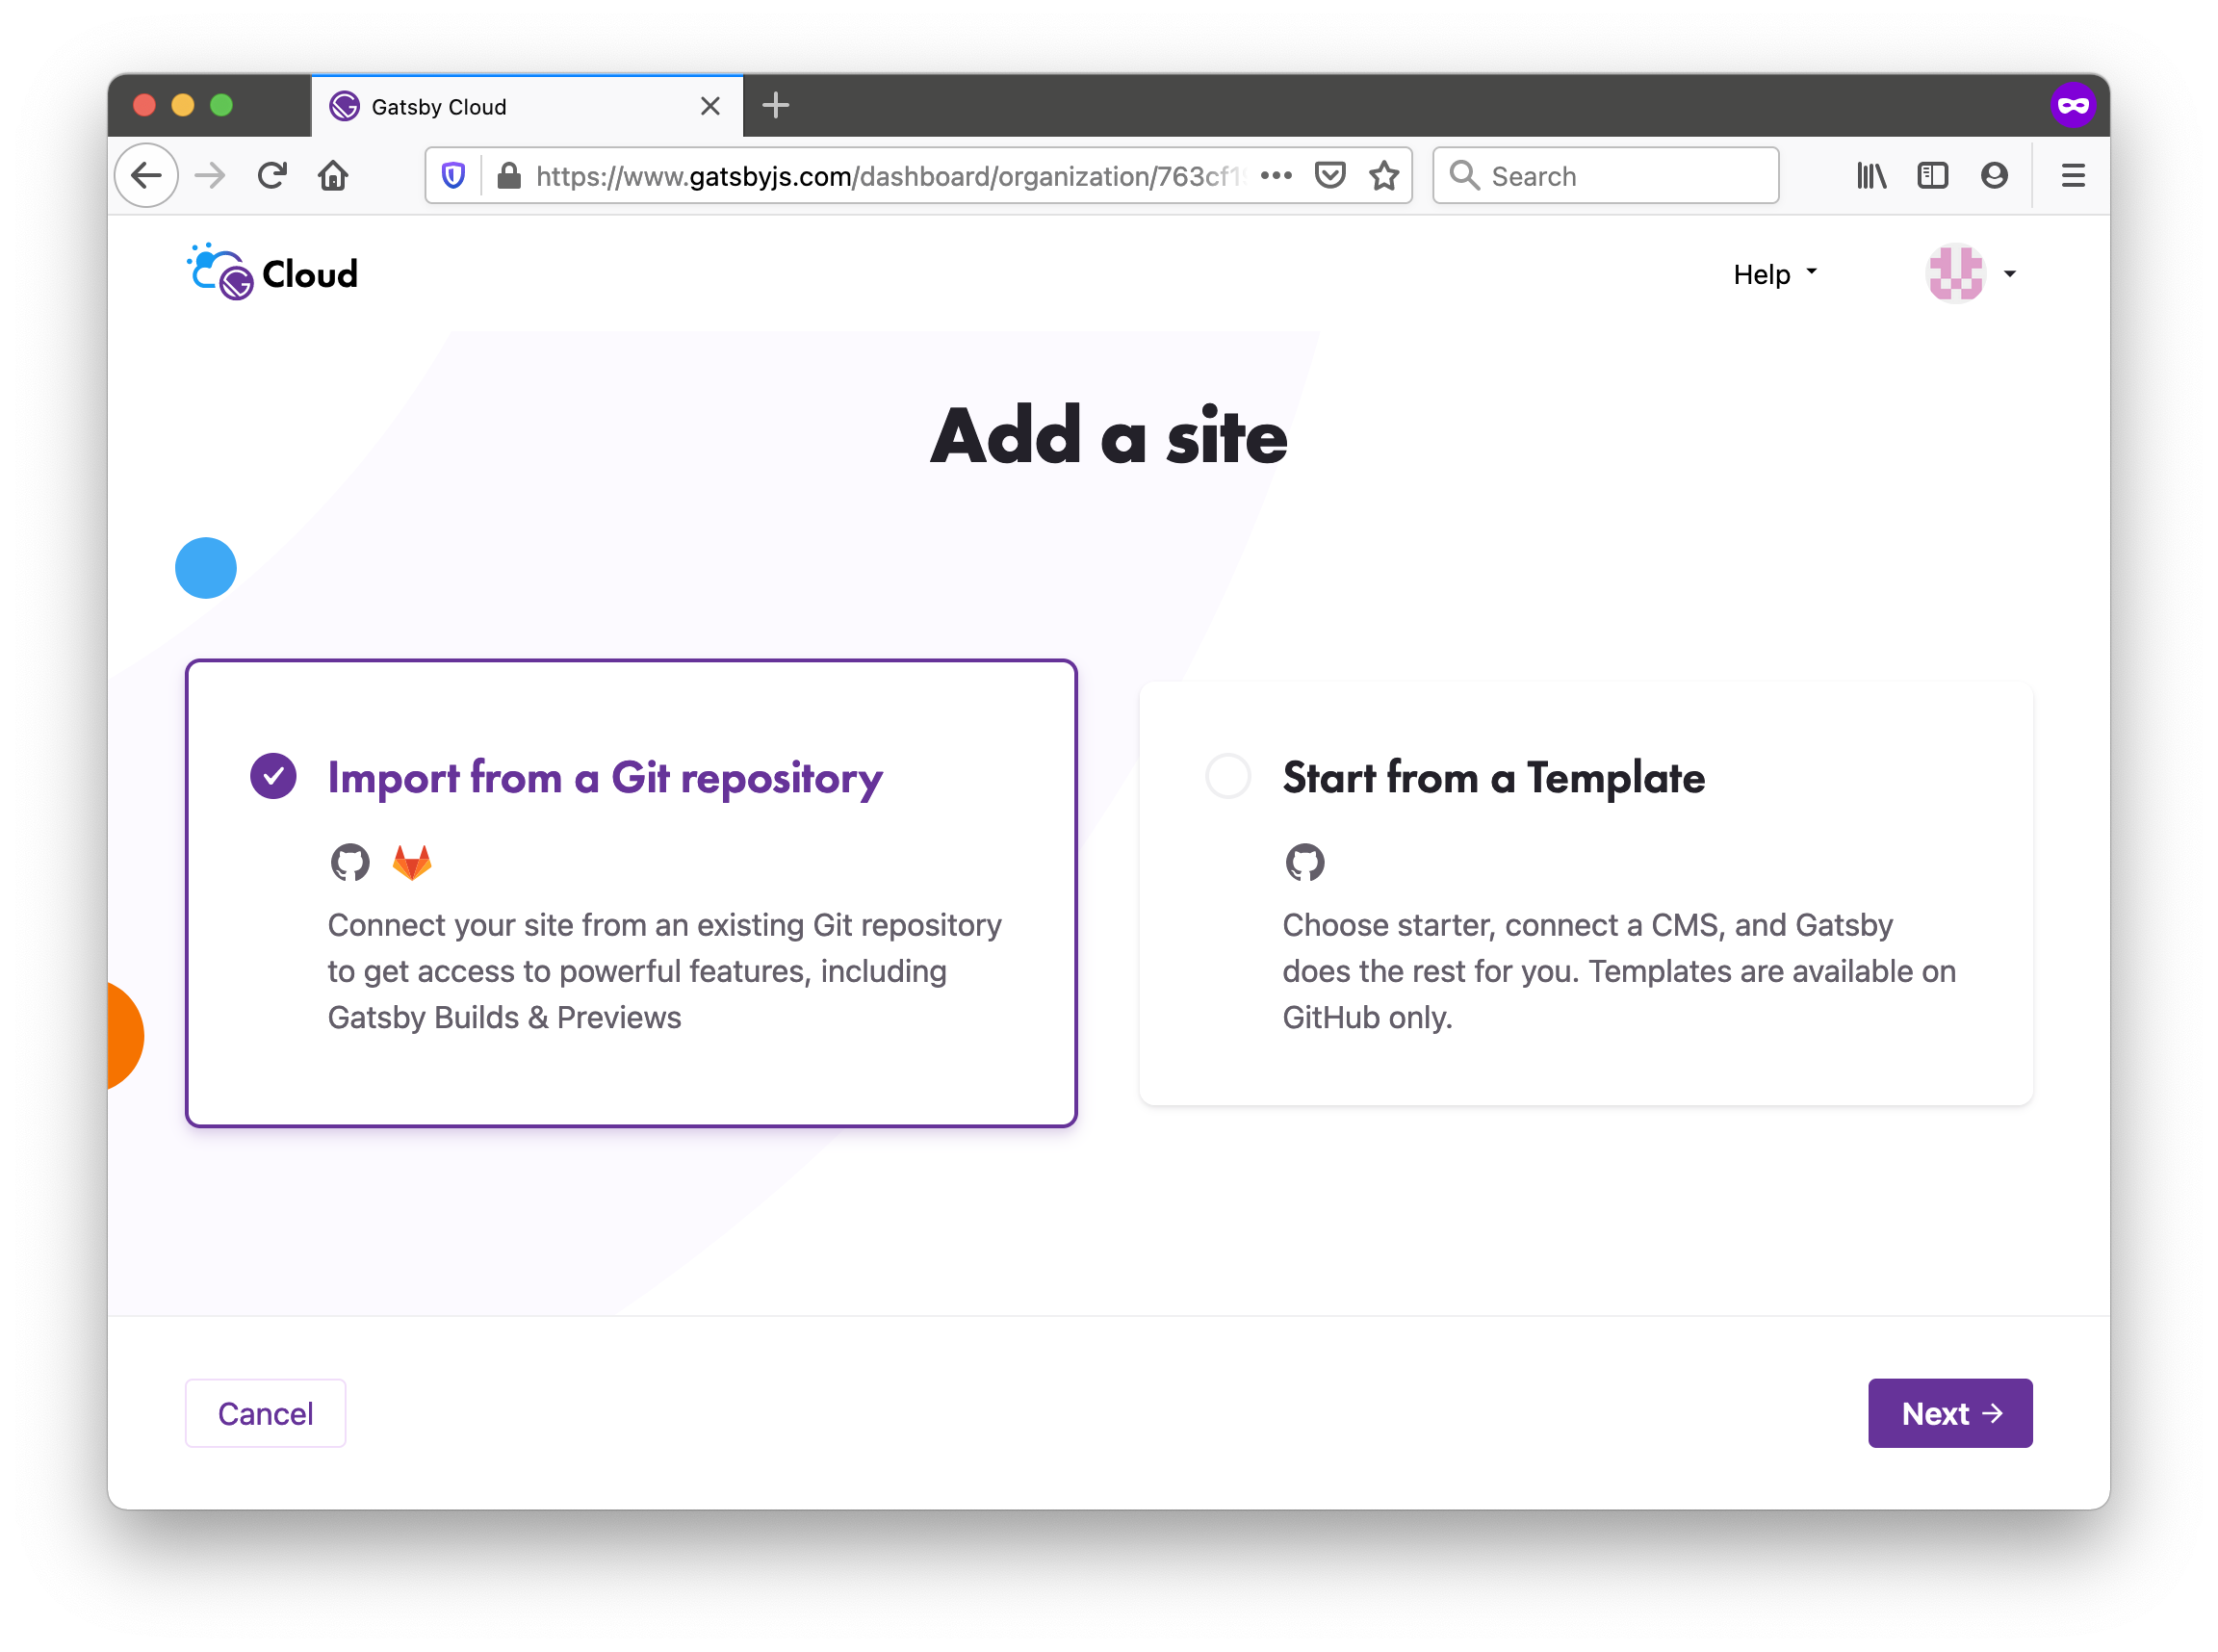 Gatsby Cloud
https://www.gatsbyjs.com/dashboard/organization/763cf1
Search
Cloud
Help
Add a site
Import from a Git repository
Connect your site from an existing Git repository
to get access to powerful features, including
Gatsby Builds & Previews
Start from a Template
Choose starter, connect a CMS, and Gatsby
does the rest for you. Templates are available on
GitHub only.
Cancel
Next →